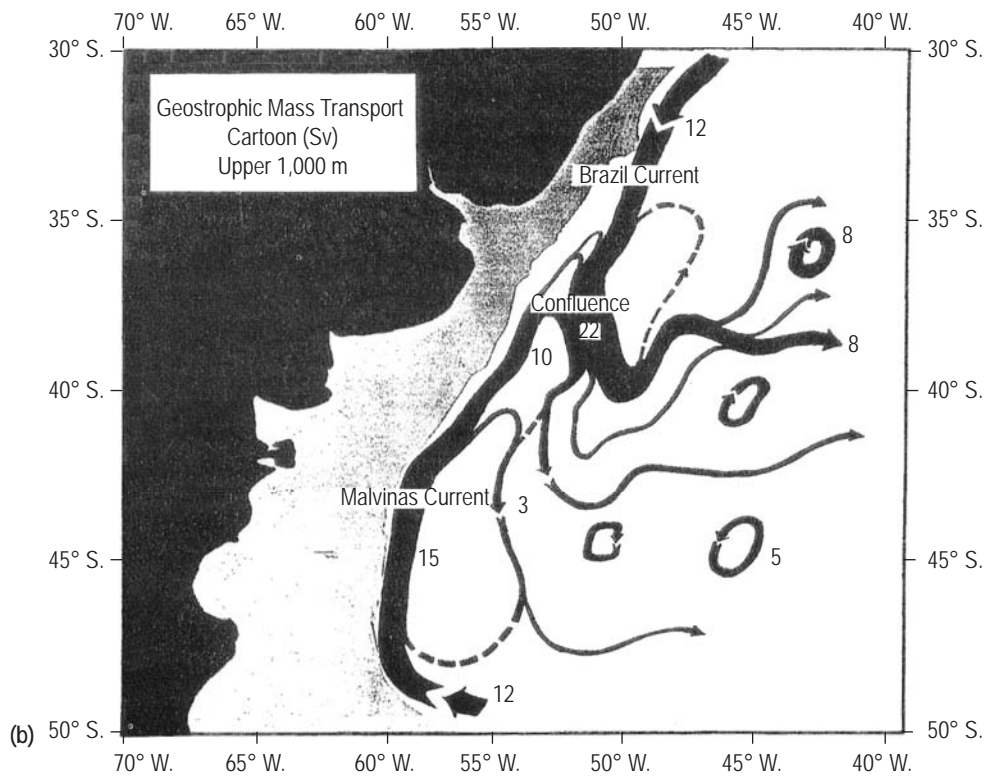 70° W. 65° W. 60° W. 55° W. 50° W. 45° W. 40° W.
30° S. 30° S.
Geostrophic Mass Transport
Cartoon (Sv)
Upper 1,000 m
12
Brazil Current
35° S. 35° S.
8
Confluence
22
10
8
40° S. 40° S.
Malvinas Current
3
45° S. 15 5 45° S.
12
(b) 50° S. 50° S.
70° W. 65° W. 60° W. 55° W. 50° W. 45° W. 40° W.